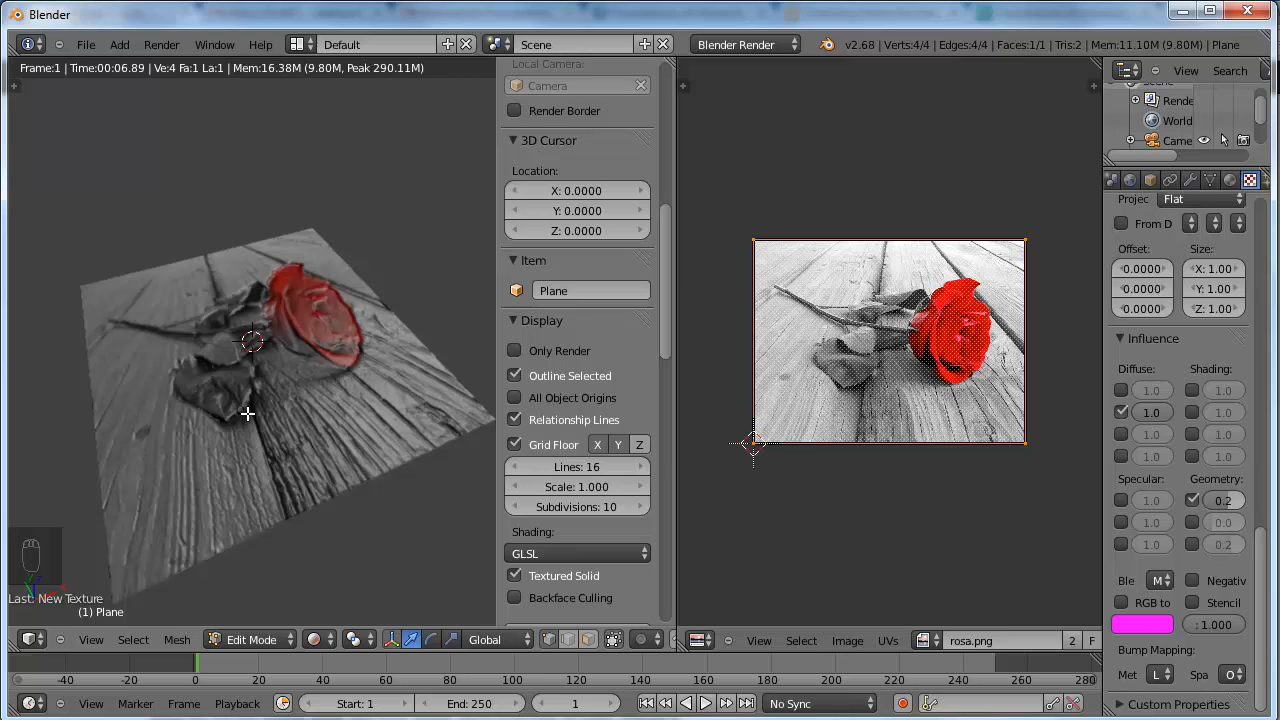 Blender
File Add Render Window Help Default Scene Blender Render v2.68 | Verts:4/4 | Edges:4/4 | Faces:1/1 | Tris:2 | Mem:11.10M (9.80M) | Plane
Frame:1 | Time:00:06.89 | Ve:4 Fa:1 La:1 | Mem:16.38M (9.80M, Peak 290.11M)
Local Camera:
Camera
Render Border
3D Cursor
Location:
X: 0.0000
Y: 0.0000
Z: 0.0000
Item
Plane
Display
Only Render
Outline Selected
All Object Origins
Relationship Lines
Grid Floor X Y Z
Lines: 16
Scale: 1.000
Subdivisions: 10
Shading:
GLSL
Textured Solid
Backface Culling
Last: New Texture
(1) Plane
View Select Mesh Edit Mode Global
View Select Image UVs rosa.png 2 F
View Search
Rende
World
Came
Projec Flat
From D
Offset: Size:
0.0000 X: 1.00
0.0000 Y: 1.00
0.0000 Z: 1.00
Influence
Diffuse: Shading:
1.0 1.0
1.0 1.0
1.0 1.0
1.0 1.0
Specular: Geometry:
1.0 0.2
1.0 0.0
1.0 0.2
Ble M Negativ
RGB to Stencil
: 1.000
Bump Mapping:
Met L Spa O
Custom Properties
-40 -20 0 20 40 60 80 100 120 140 160 180 200 220 240 260 280
View Marker Frame Playback Start: 1 End: 250 1 No Sync